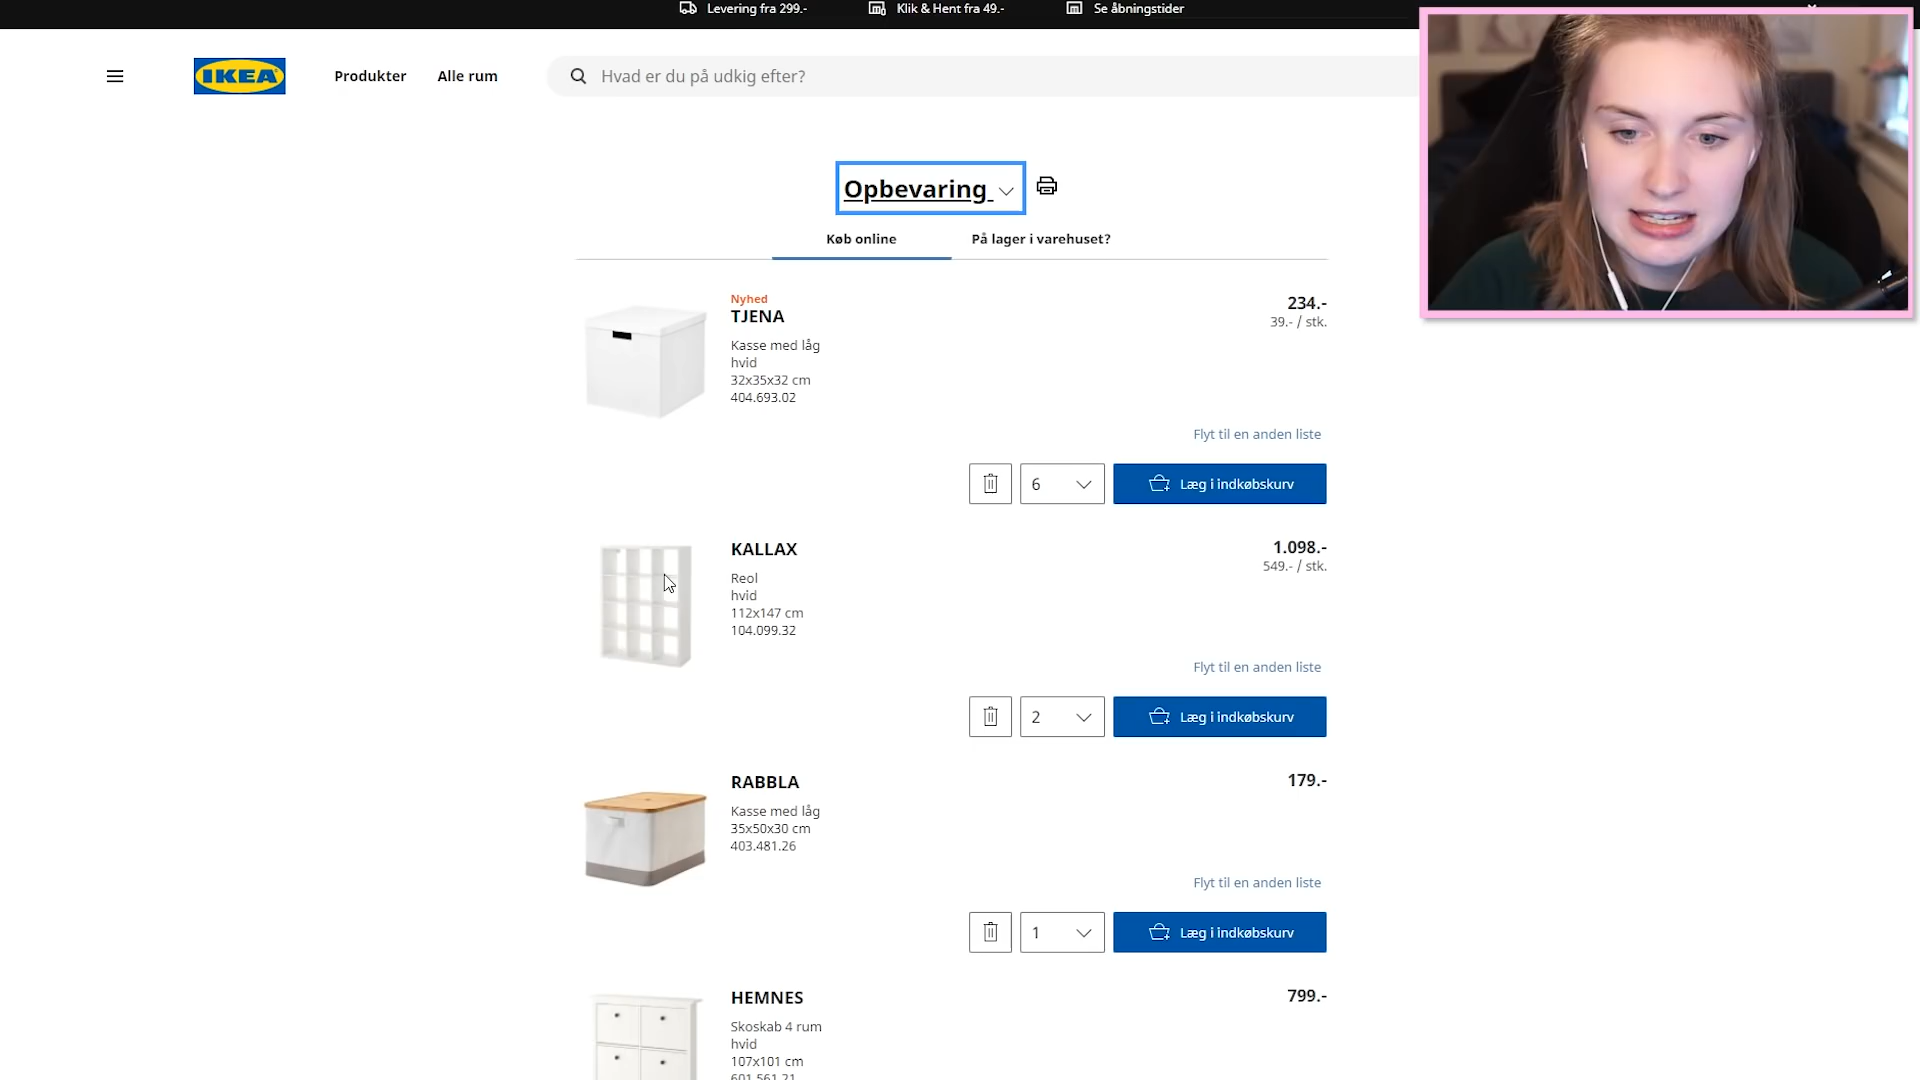 Levering fra 299.-
Klik & Hent fra 49.-
Se åbningstider
IKEA
Produkter
Alle rum
Hvad er du på udkig efter?
Opbevaring
Køb online
På lager i varehuset?
Nyhed
TJENA
Kasse med låg
hvid
32x35x32 cm
404.693.02
234.-
39.- / stk.
Flyt til en anden liste
6
Læg i indkøbskurv
KALLAX
Reol
hvid
112x147 cm
104.099.32
1.098.-
549.- / stk.
Flyt til en anden liste
2
Læg i indkøbskurv
RABBLA
Kasse med låg
35x50x30 cm
403.481.26
179.-
Flyt til en anden liste
1
Læg i indkøbskurv
HEMNES
Skoskab 4 rum
hvid
107x101 cm
601.561.21
799.-